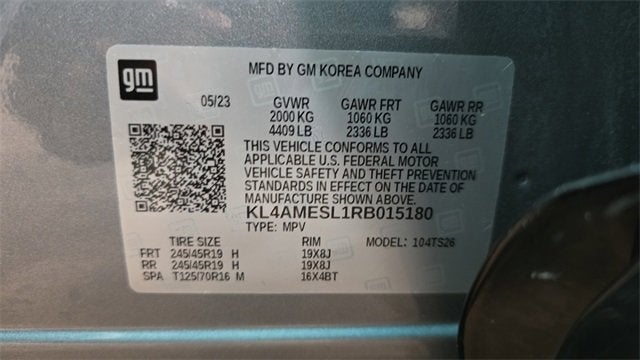 gm
MFD BY GM KOREA COMPANY
05/23 GVWR GAWR FRT GAWR RR
2000 KG 1060 KG 1060 KG
4409 LB 2336 LB 2336 LB
THIS VEHICLE CONFORMS TO ALL
APPLICABLE U.S. FEDERAL MOTOR
VEHICLE SAFETY AND THEFT PREVENTION
STANDARDS IN EFFECT ON THE DATE OF
MANUFACTURE SHOWN ABOVE.
KL4AMESL1RB015180
TYPE: MPV
TIRE SIZE RIM MODEL: 104TS26
FRT 245/45R19 H 19X8J
RR 245/45R19 H 19X8J
SPA T125/70R16 M 16X4BT